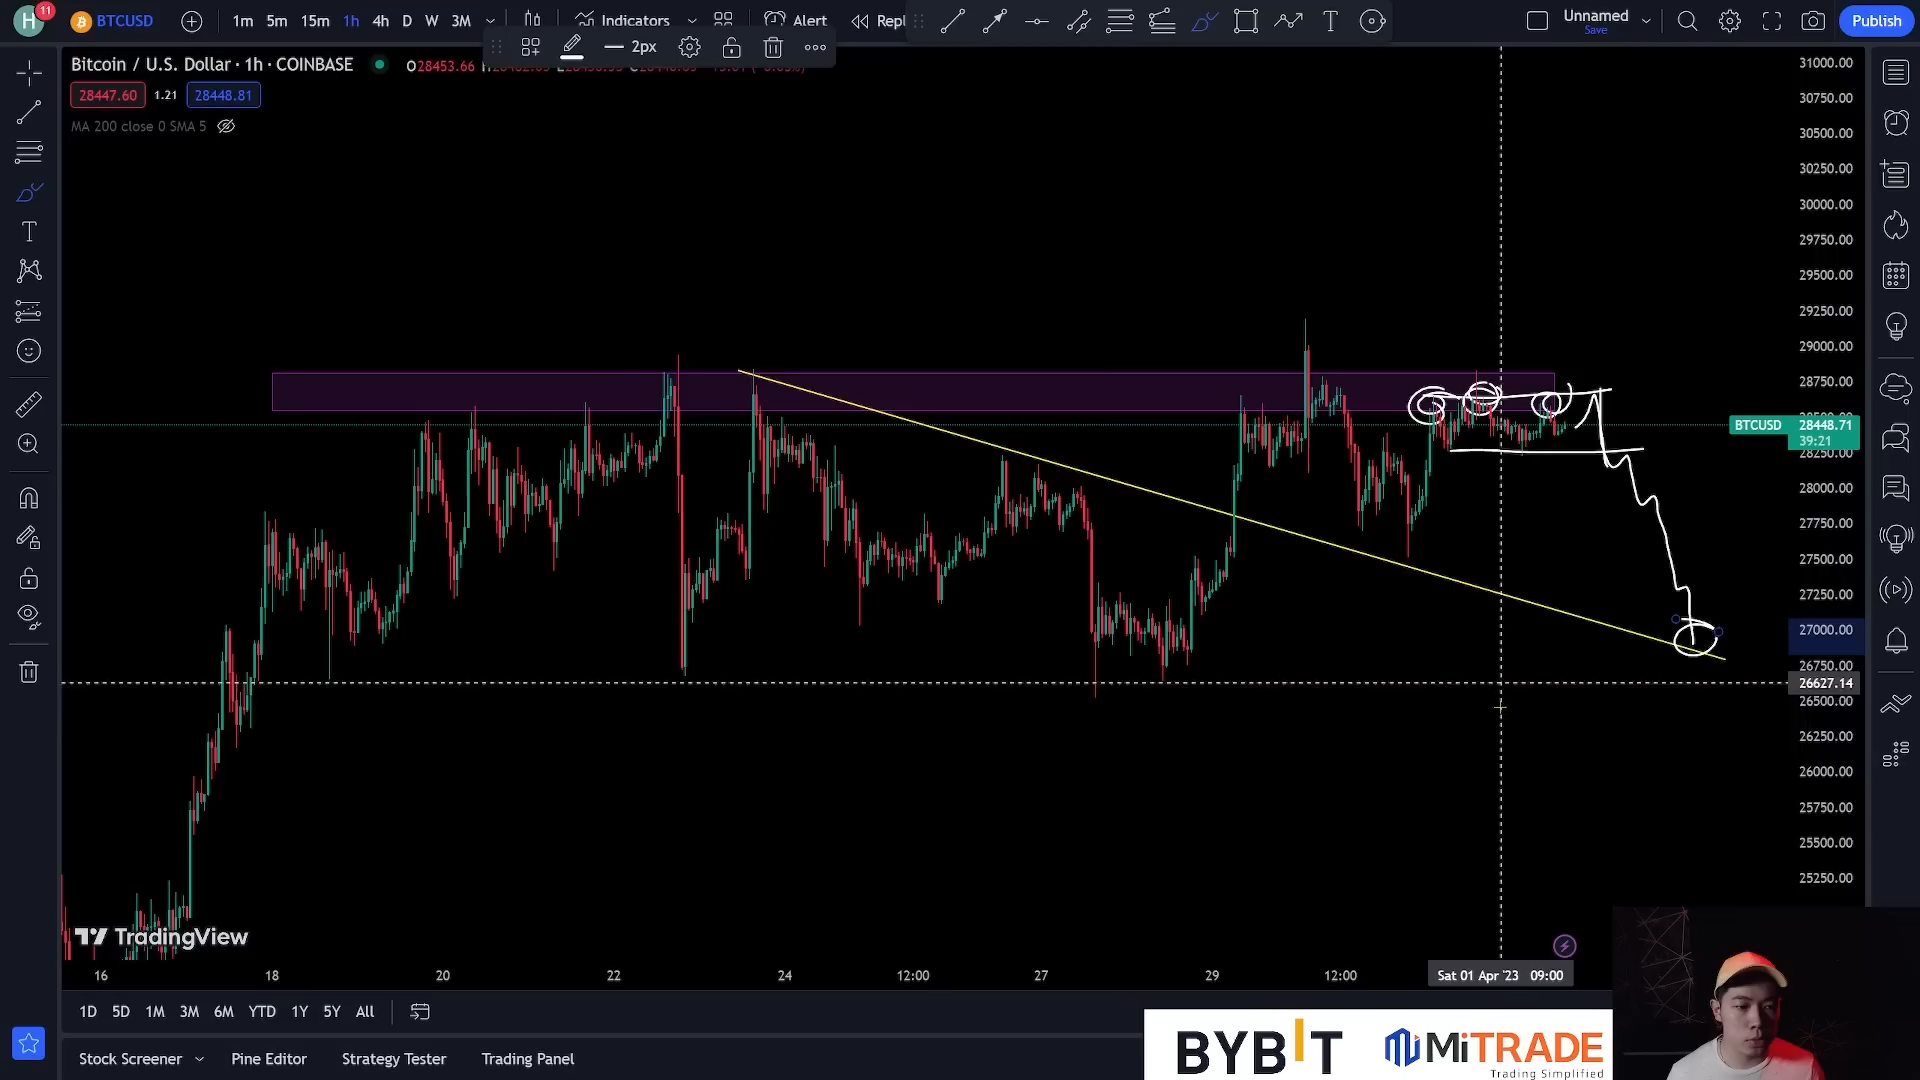 H
11
BTCUSD
1m 5m 15m 1h 4h D W 3M
Indicators
Alert
Repl
Unnamed
Save
Publish
2px
Bitcoin / U.S. Dollar · 1h · COINBASE
O28453.66
28447.60 1.21 28448.81
MA 200 close 0 SMA 5
31000.00
30750.00
30500.00
30250.00
30000.00
29750.00
29500.00
29250.00
29000.00
28750.00
BTCUSD 28448.71
39:21
28250.00
28000.00
27750.00
27500.00
27250.00
27000.00
26750.00
26627.14
26500.00
26250.00
26000.00
25750.00
25500.00
25250.00
TradingView
16 18 20 22 24 12:00 27 29 12:00 Sat 01 Apr '23 09:00
1D 5D 1M 3M 6M YTD 1Y 5Y All
Stock Screener Pine Editor Strategy Tester Trading Panel
BYBIT
MiTRADE
Trading Simplified